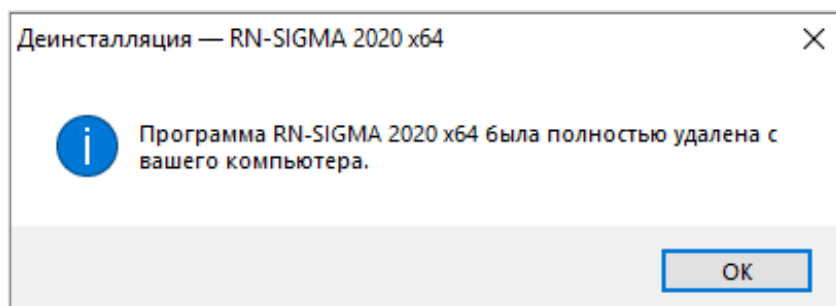 Деинсталляция — RN-SIGMA 2020 x64
Программа RN-SIGMA 2020 x64 была полностью удалена с
вашего компьютера.
OK